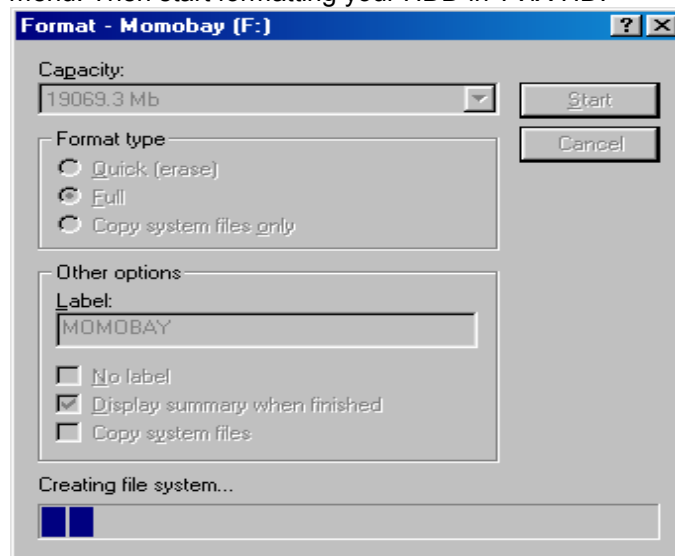 Format - Momobay (F:)
Capacity:
19069.3 Mb
Start
Format type
Cancel
Quick (erase)
Full
Copy system files only
Other options
Label:
MOMOBAY
No label
Display summary when finished
Copy system files
Creating file system...